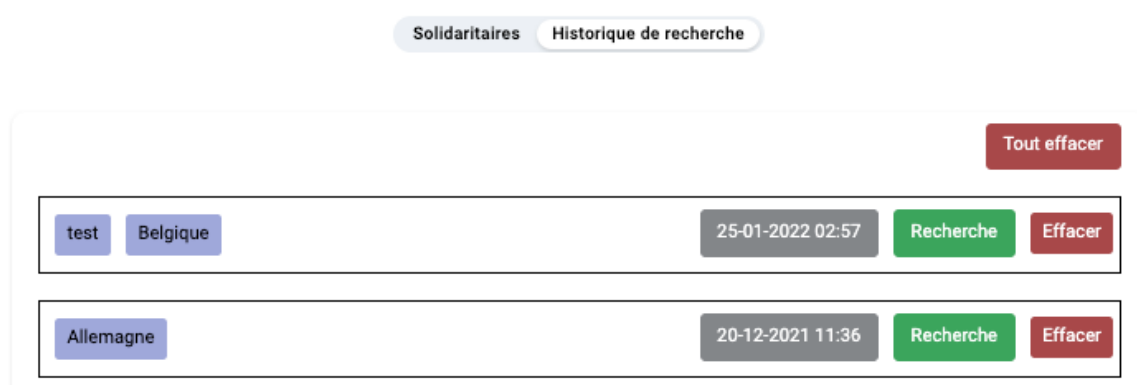 Solidaritaires Historique de recherche
Tout effacer
test Belgique 25-01-2022 02:57 Recherche Effacer
Allemagne 20-12-2021 11:36 Recherche Effacer